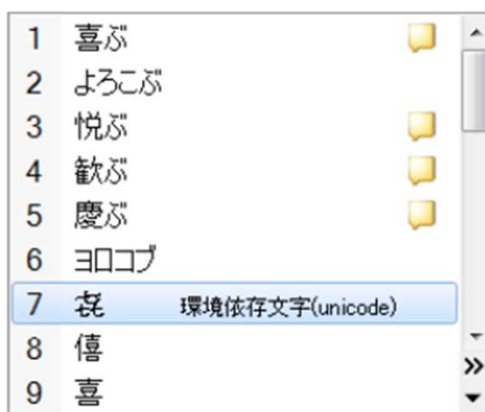 1 喜ぶ
2 よろこぶ
3 悦ぶ
4 歓ぶ
5 慶ぶ
6 ヨロコブ
7 㐂 環境依存文字(unicode)
8 僖
9 喜